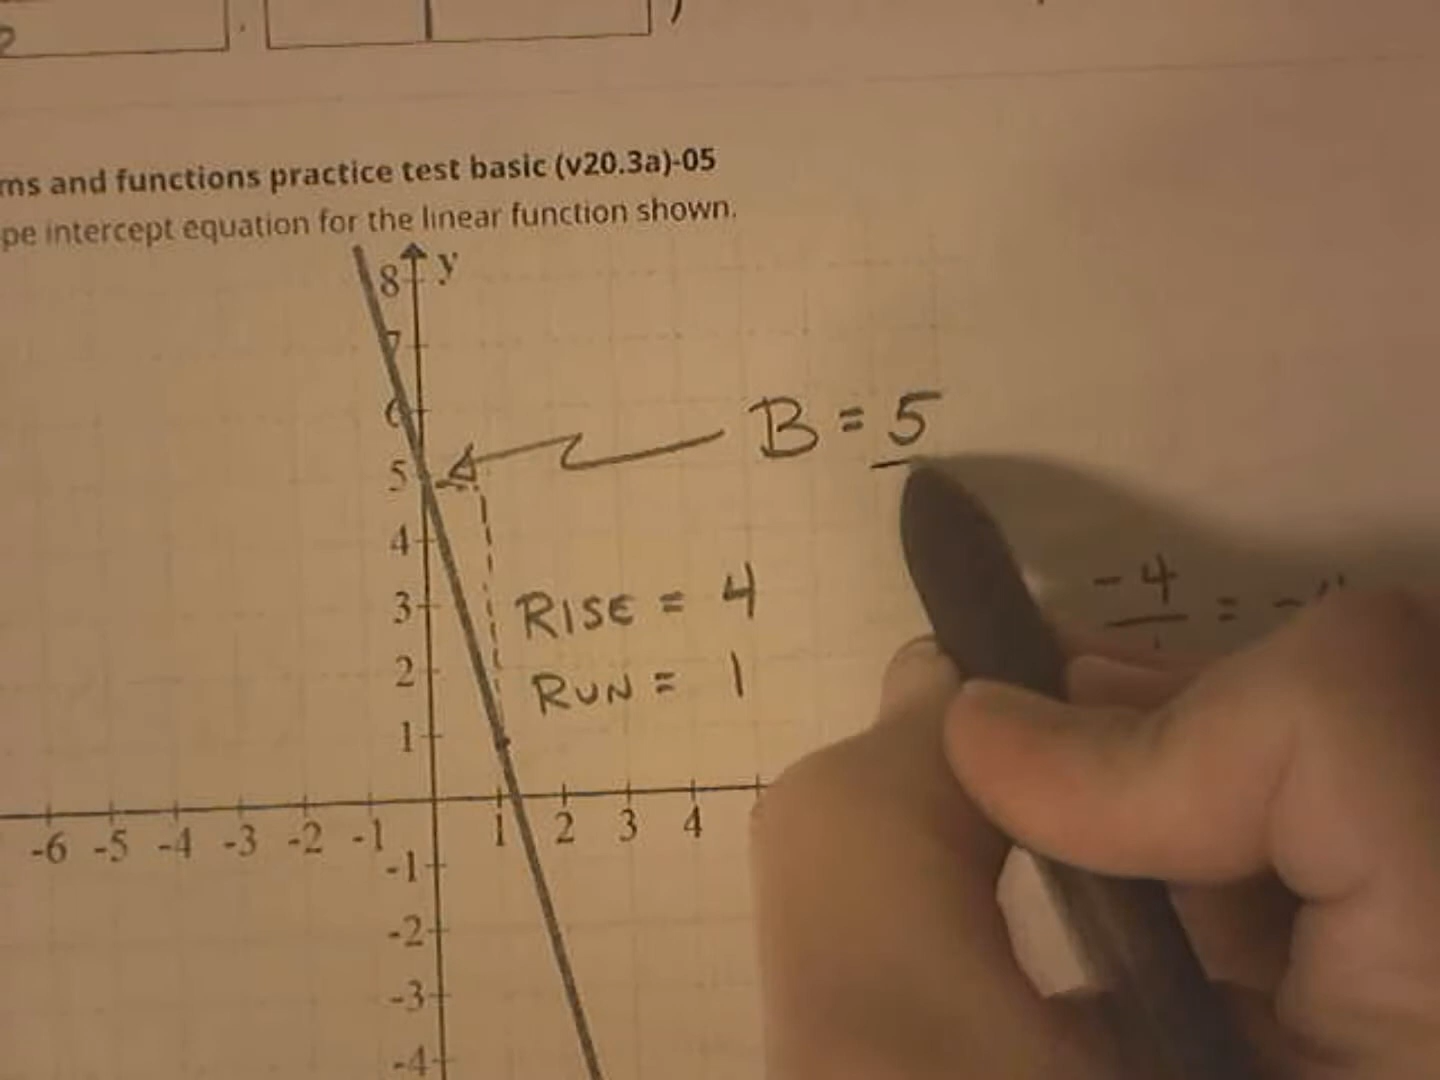 ms and functions practice test basic (v20.3a)-05
pe intercept equation for the linear function shown.
8 y
7
6
B = 5
5
4
-4 = -
3
RISE = 4
2
RUN = 1
1
-6 -5 -4 -3 -2 -1 1 2 3 4
-1
-2
-3
-4